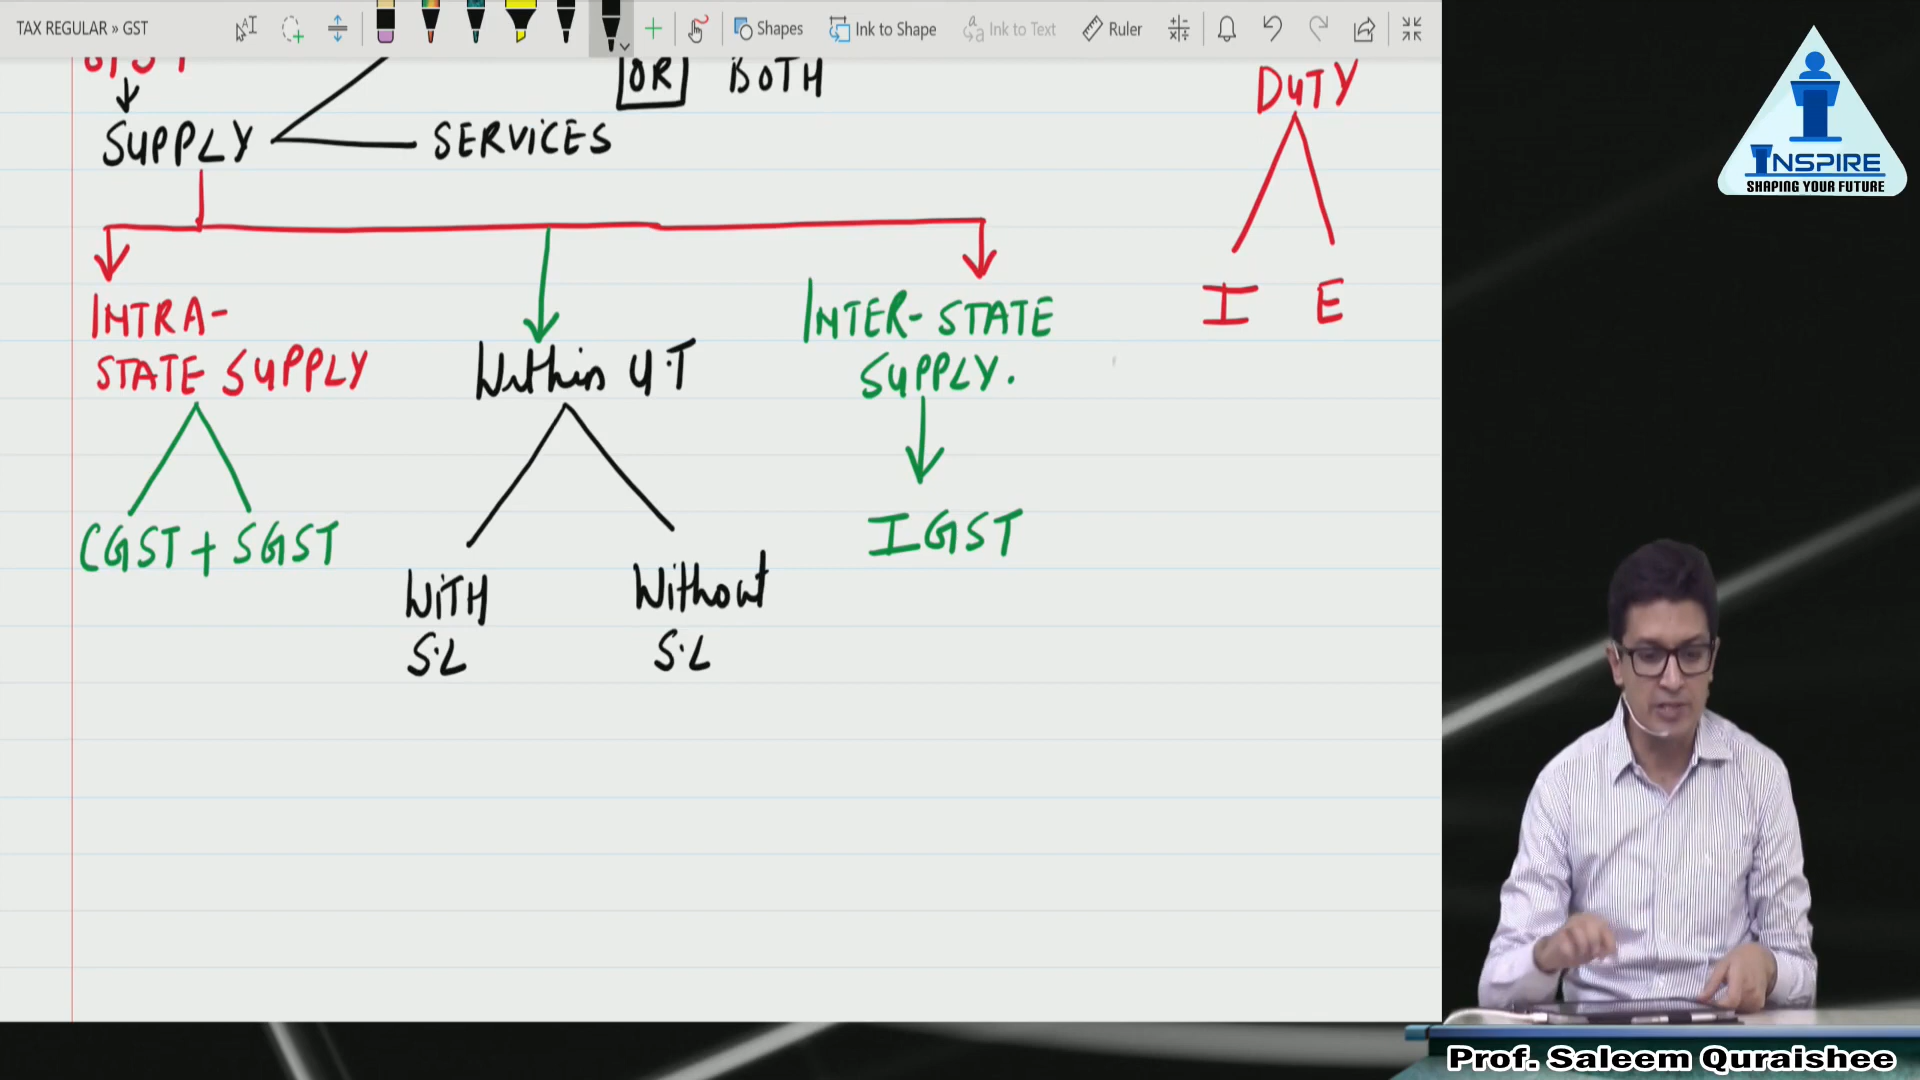 TAX REGULAR » GST
Shapes
Ink to Shape
Ink to Text
Ruler
OR BOTH
SUPPLY
SERVICES
DUTY
I E
INTRA-
STATE SUPPLY
Within U.T
INTER-STATE
SUPPLY.
CGST + SGST
IGST
WITH
S.L
Without
S.L
INSPIRE
SHAPING YOUR FUTURE
Prof. Saleem Quraishee